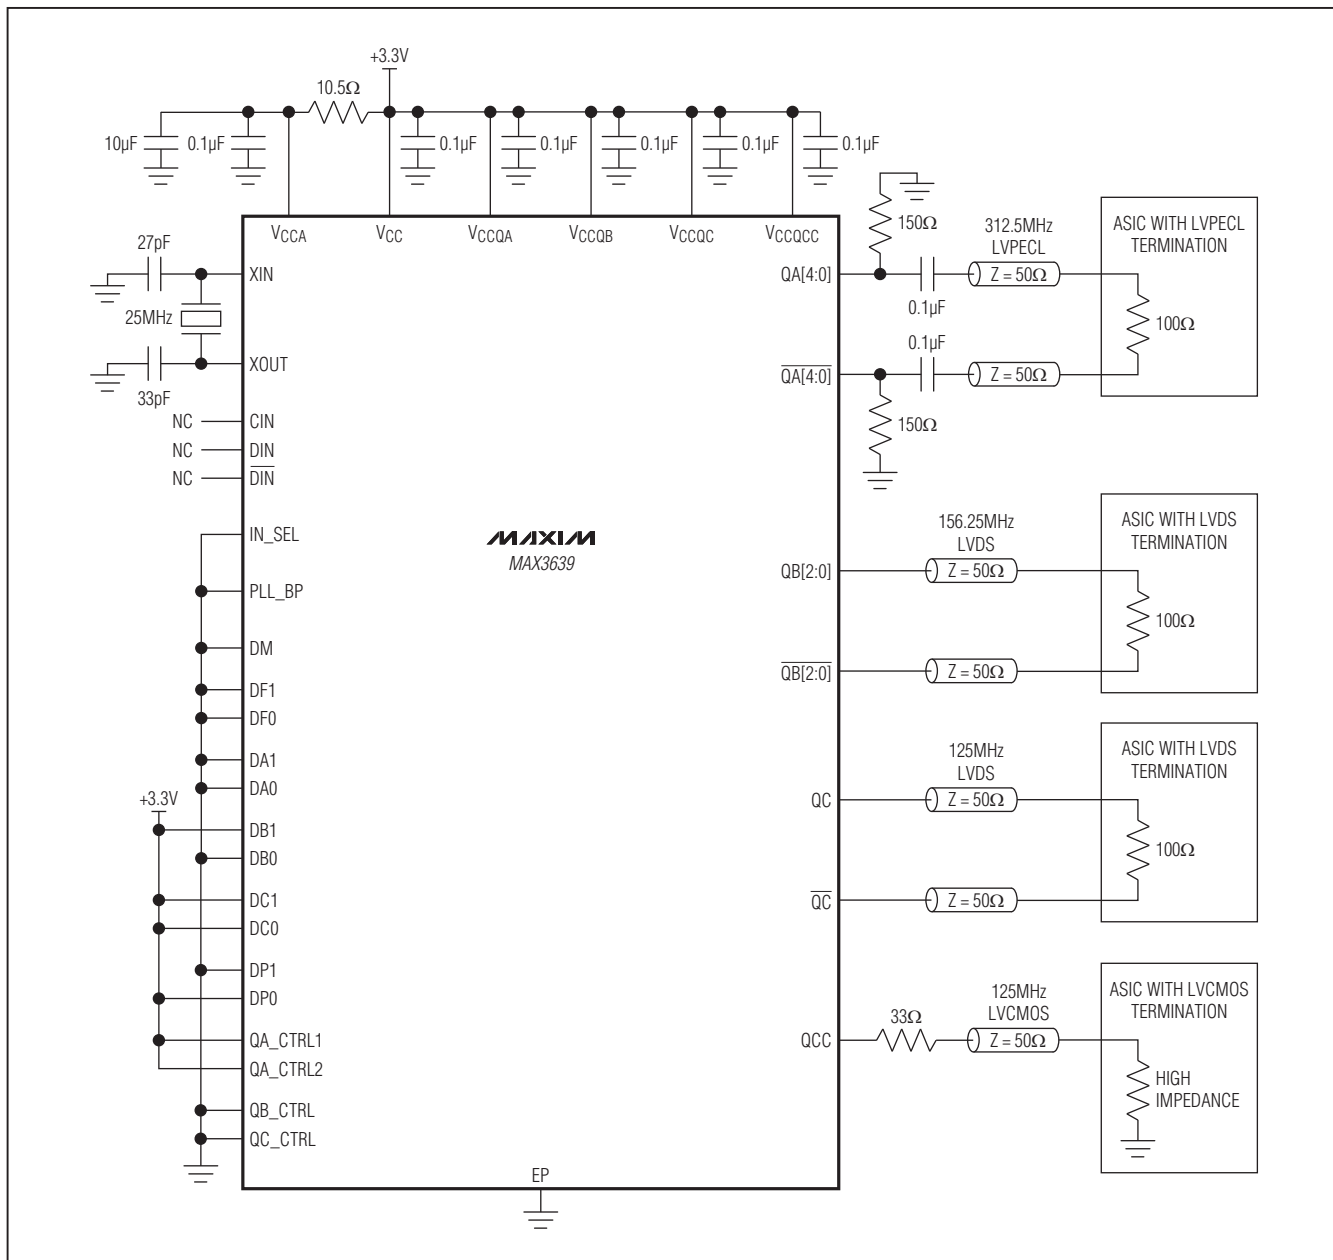 +3.3V
10.5Ω
10µF
0.1µF
0.1µF
0.1µF
0.1µF
0.1µF
0.1µF
VCCA
VCC
VCCQA
VCCQB
VCCQC
VCCQCC
27pF
XIN
25MHz
XOUT
33pF
NC
CIN
NC
DIN
NC
D̅I̅N̅
IN_SEL
PLL_BP
DM
DF1
DF0
DA1
DA0
+3.3V
DB1
DB0
DC1
DC0
DP1
DP0
QA_CTRL1
QA_CTRL2
QB_CTRL
QC_CTRL
MAXIM
MAX3639
EP
150Ω
QA[4:0]
0.1µF
312.5MHz
LVPECL
Z = 50Ω
ASIC WITH LVPECL
TERMINATION
100Ω
0.1µF
Q̅A̅[̅4̅:̅0̅]̅
Z = 50Ω
150Ω
156.25MHz
LVDS
QB[2:0]
Z = 50Ω
ASIC WITH LVDS
TERMINATION
100Ω
Q̅B̅[̅2̅:̅0̅]̅
Z = 50Ω
125MHz
LVDS
QC
Z = 50Ω
ASIC WITH LVDS
TERMINATION
100Ω
Q̅C̅
Z = 50Ω
QCC
33Ω
125MHz
LVCMOS
Z = 50Ω
ASIC WITH LVCMOS
TERMINATION
HIGH
IMPEDANCE